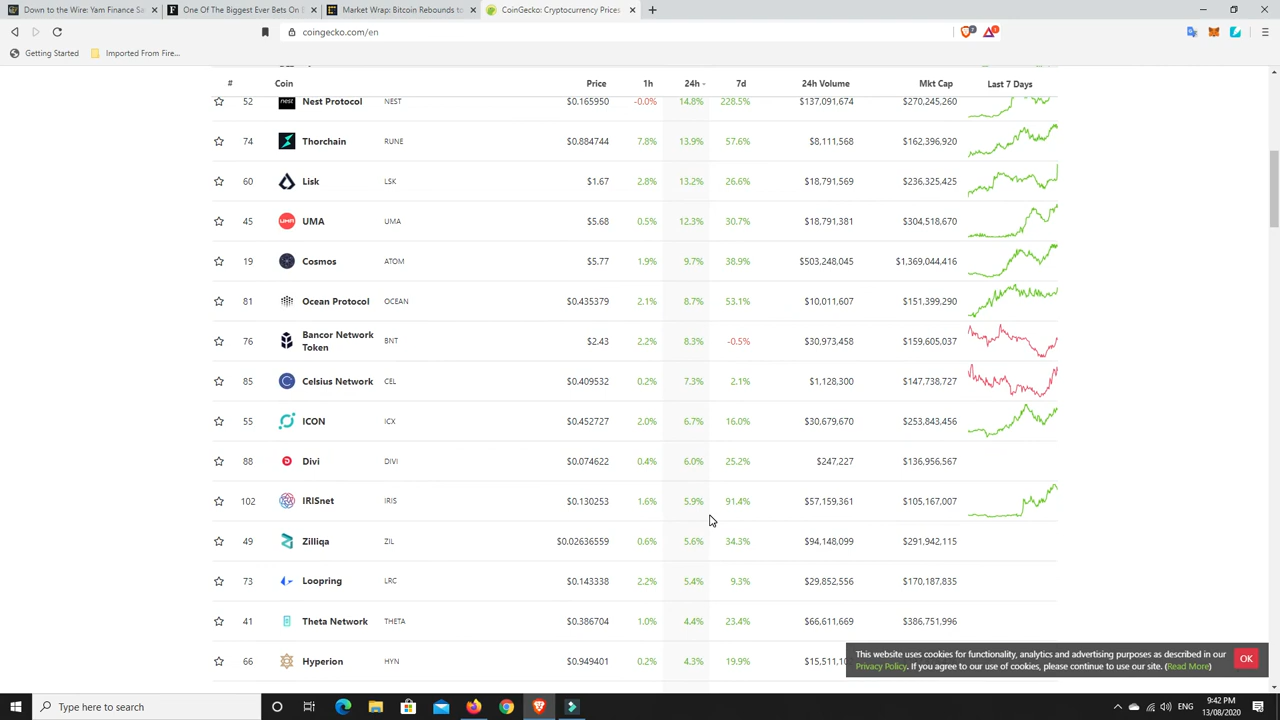 Down to the Wire: Yam Finance Sa
One Of The Biggest Ever Bets On E
Market Wrap: Bitcoin Rebounds to
CoinGecko: Cryptocurrency Prices
coingecko.com/en
Getting Started Imported From Fire...
# Coin Price 1h 24h 7d 24h Volume Mkt Cap Last 7 Days
52 Nest Protocol NEST $0.165950 -0.0% 14.8% 228.5% $137,091,674 $270,245,260
74 Thorchain RUNE $0.884744 7.8% 13.9% 57.6% $8,111,568 $162,396,920
60 Lisk LSK $1.67 2.8% 13.2% 26.6% $18,791,569 $236,325,425
45 UMA UMA $5.68 0.5% 12.3% 30.7% $18,791,381 $304,518,670
19 Cosmos ATOM $5.77 1.9% 9.7% 38.9% $503,248,045 $1,369,044,416
81 Ocean Protocol OCEAN $0.435379 2.1% 8.7% 53.1% $10,011,607 $151,399,290
76 Bancor Network Token BNT $2.43 2.2% 8.3% -0.5% $30,973,458 $159,605,037
85 Celsius Network CEL $0.409532 0.2% 7.3% 2.1% $1,128,300 $147,738,727
55 ICON ICX $0.452727 2.0% 6.7% 16.0% $30,679,670 $253,843,456
88 Divi DIVI $0.074622 0.4% 6.0% 25.2% $247,227 $136,956,567
102 IRISnet IRIS $0.130253 1.6% 5.9% 91.4% $57,159,361 $105,167,007
49 Zilliqa ZIL $0.02636559 0.6% 5.6% 34.3% $94,148,099 $291,942,115
73 Loopring LRC $0.143338 2.2% 5.4% 9.3% $29,852,556 $170,187,835
41 Theta Network THETA $0.386704 1.0% 4.4% 23.4% $66,611,669 $386,751,996
66 Hyperion HYN $0.949401 0.2% 4.3% 19.9% $15,511,10
This website uses cookies for functionality, analytics and advertising purposes as described in our
Privacy Policy. If you agree to our use of cookies, please continue to use our site. (Read More)
OK
Type here to search
ENG
9:42 PM
13/08/2020